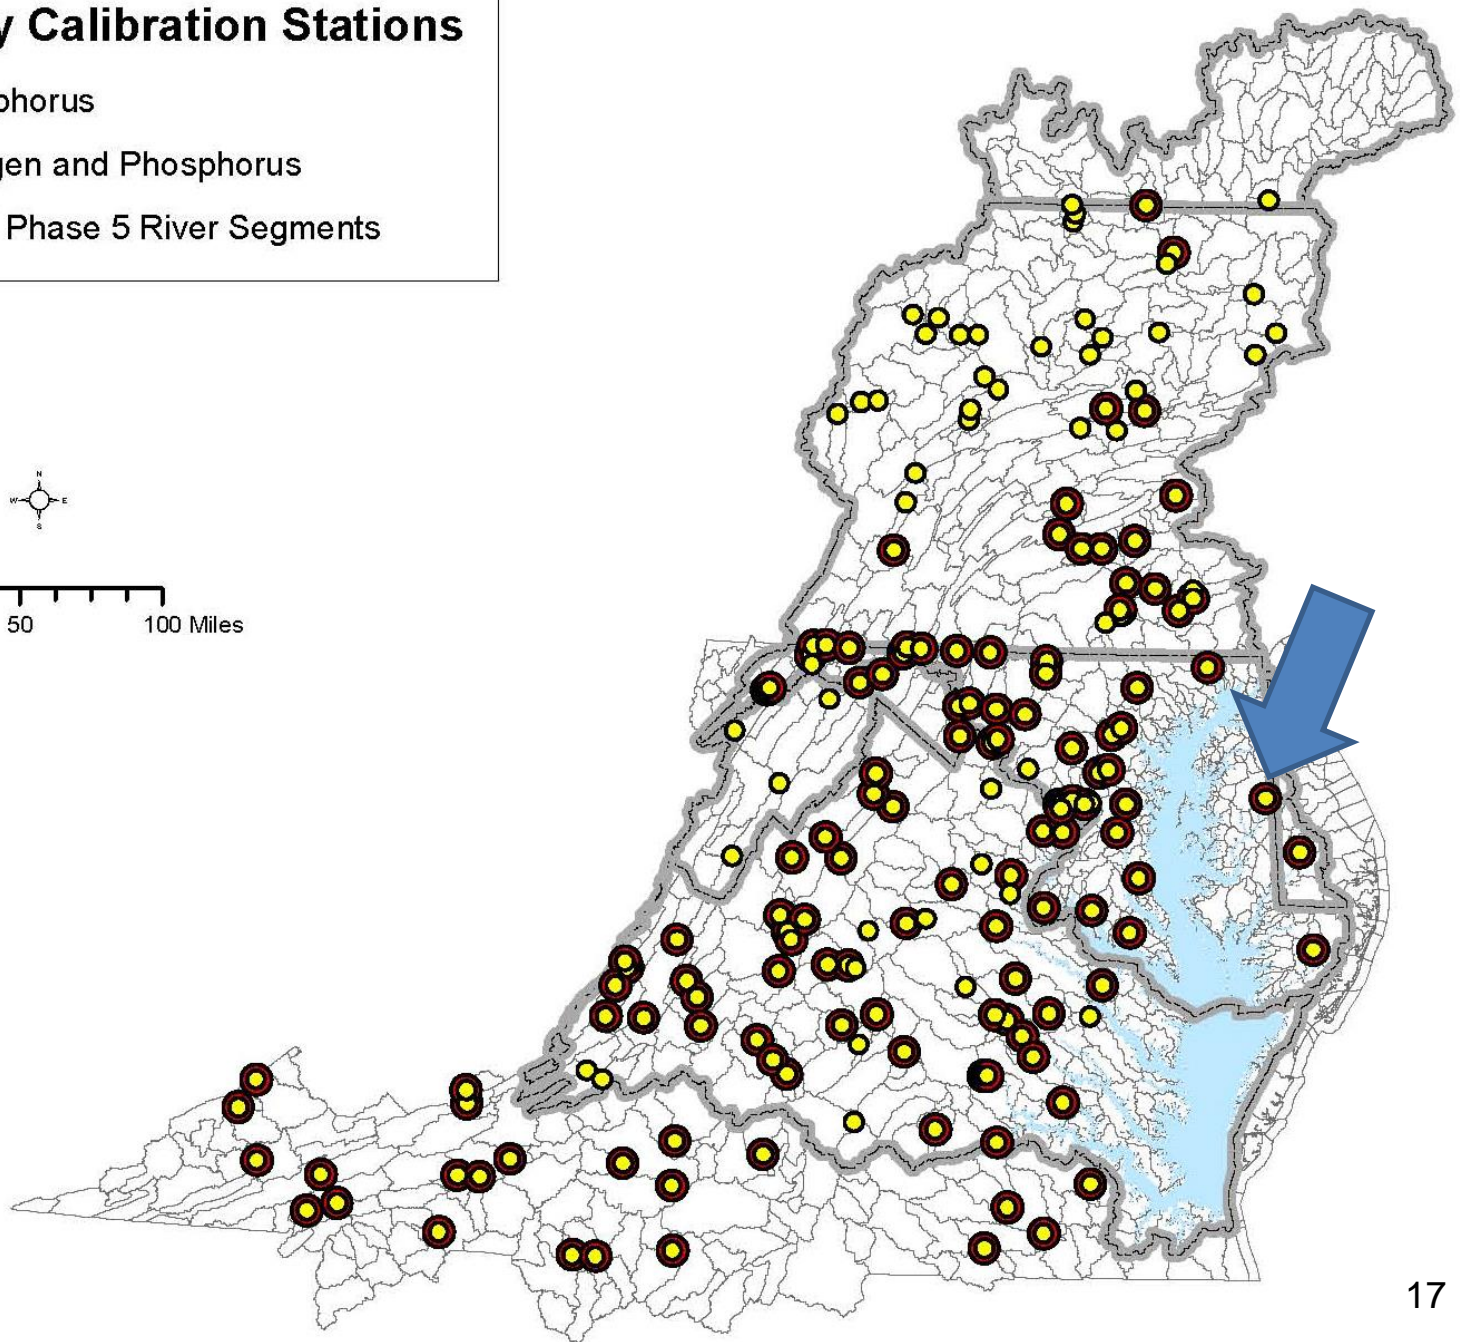 y Calibration Stations
phorus
gen and Phosphorus
Phase 5 River Segments
N
W E
S
50 100 Miles
17